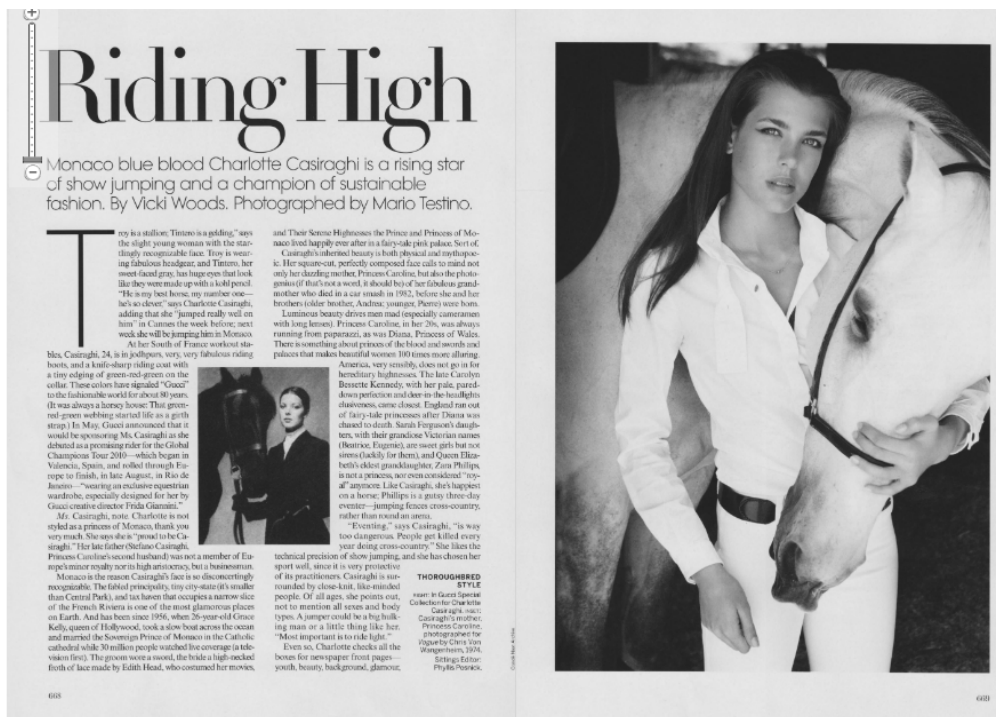 Riding High
Monaco blue blood Charlotte Casiraghi is a rising star
of show jumping and a champion of sustainable
fashion. By Vicki Woods. Photographed by Mario Testino.
Troy is a stallion; Tintero is a gelding,” says
the slight young woman with the star-
tlingly recognizable face. Troy is wear-
ing fabulous headgear, and Tintero, her
sweet-faced gray, has huge eyes that look
like they were made up with a kohl pencil.
“He is my best horse, my number one—
he’s so clever,” says Charlotte Casiraghi,
adding that she “jumped really well on
him” in Cannes the week before; next
week she will be jumping him in Monaco.
At her South of France workout sta-
bles, Casiraghi, 24, is in jodhpurs, very, very fabulous riding
boots, and a knife-sharp riding coat with
a tiny edging of green-red-green on the
collar. These colors have signaled “Gucci”
to the fashionable world for about 80 years.
(It was always a horsey house: That green-
red-green webbing started life as a girth
strap.) In May, Gucci announced that it
would be sponsoring Ms. Casiraghi as she
debuted as a promising rider for the Global
Champions Tour 2010—which began in
Valencia, Spain, and rolled through Eu-
rope to finish, in late August, in Rio de
Janeiro—“wearing an exclusive equestrian
wardrobe, especially designed for her by
Gucci creative director Frida Giannini.”
Ms. Casiraghi, note. Charlotte is not
styled as a princess of Monaco, thank you
very much. She says she is “proud to be Ca-
siraghi.” Her late father (Stefano Casiraghi,
Princess Caroline’s second husband) was not a member of Eu-
rope’s minor royalty nor its high aristocracy, but a businessman.
Monaco is the reason Casiraghi’s face is so disconcertingly
recognizable. The fabled principality, tiny city-state (it’s smaller
than Central Park), and tax haven that occupies a narrow slice
of the French Riviera is one of the most glamorous places
on Earth. And has been since 1956, when 26-year-old Grace
Kelly, queen of Hollywood, took a slow boat across the ocean
and married the Sovereign Prince of Monaco in the Catholic
cathedral while 30 million people watched live coverage (a tele-
vision first). The groom wore a sword, the bride a high-necked
froth of lace made by Edith Head, who costumed her movies,
and Their Serene Highnesses the Prince and Princess of Mo-
naco lived happily ever after in a fairy-tale pink palace. Sort of.
Casiraghi’s inherited beauty is both physical and mythopoe-
ic. Her square-cut, perfectly composed face calls to mind not
only her dazzling mother, Princess Caroline, but also the photo-
genius (if that’s not a word, it should be) of her fabulous grand-
mother who died in a car smash in 1982, before she and her
brothers (older brother, Andrea; younger, Pierre) were born.
Luminous beauty drives men mad (especially cameramen
with long lenses). Princess Caroline, in her 20s, was always
running from paparazzi, as was Diana, Princess of Wales.
There is something about princes of the blood and swords and
palaces that makes beautiful women 100 times more alluring.
America, very sensibly, does not go in for
hereditary highnesses. The late Carolyn
Bessette Kennedy, with her pale, pared-
down perfection and deer-in-the-headlights
elusiveness, came closest. England ran out
of fairy-tale princesses after Diana was
chased to death. Sarah Ferguson’s daugh-
ters, with their grandiose Victorian names
(Beatrice, Eugenie), are sweet girls but not
sirens (luckily for them), and Queen Eliza-
beth’s eldest granddaughter, Zara Phillips,
is not a princess, nor even considered “roy-
al” anymore. Like Casiraghi, she’s happiest
on a horse; Phillips is a gutsy three-day
eventer—jumping fences cross-country,
rather than round an arena.
“Eventing,” says Casiraghi, “is way
too dangerous. People get killed every
year doing cross-country.” She likes the
technical precision of show jumping, and she has chosen her
sport well, since it is very protective
of its practitioners. Casiraghi is sur-
rounded by close-knit, like-minded
people. Of all ages, she points out,
not to mention all sexes and body
types. A jumper could be a big hulk-
ing man or a little thing like her.
“Most important is to ride light.”
Even so, Charlotte checks all the
boxes for newspaper front pages—
youth, beauty, background, glamour,
THOROUGHBRED
STYLE
RIGHT: In Gucci Special
Collection for Charlotte
Casiraghi. INSET:
Casiraghi’s mother,
Princess Caroline,
photographed for
Vogue by Chris Von
Wangenheim, 1974.
Sittings Editor:
Phyllis Posnick.
668
669